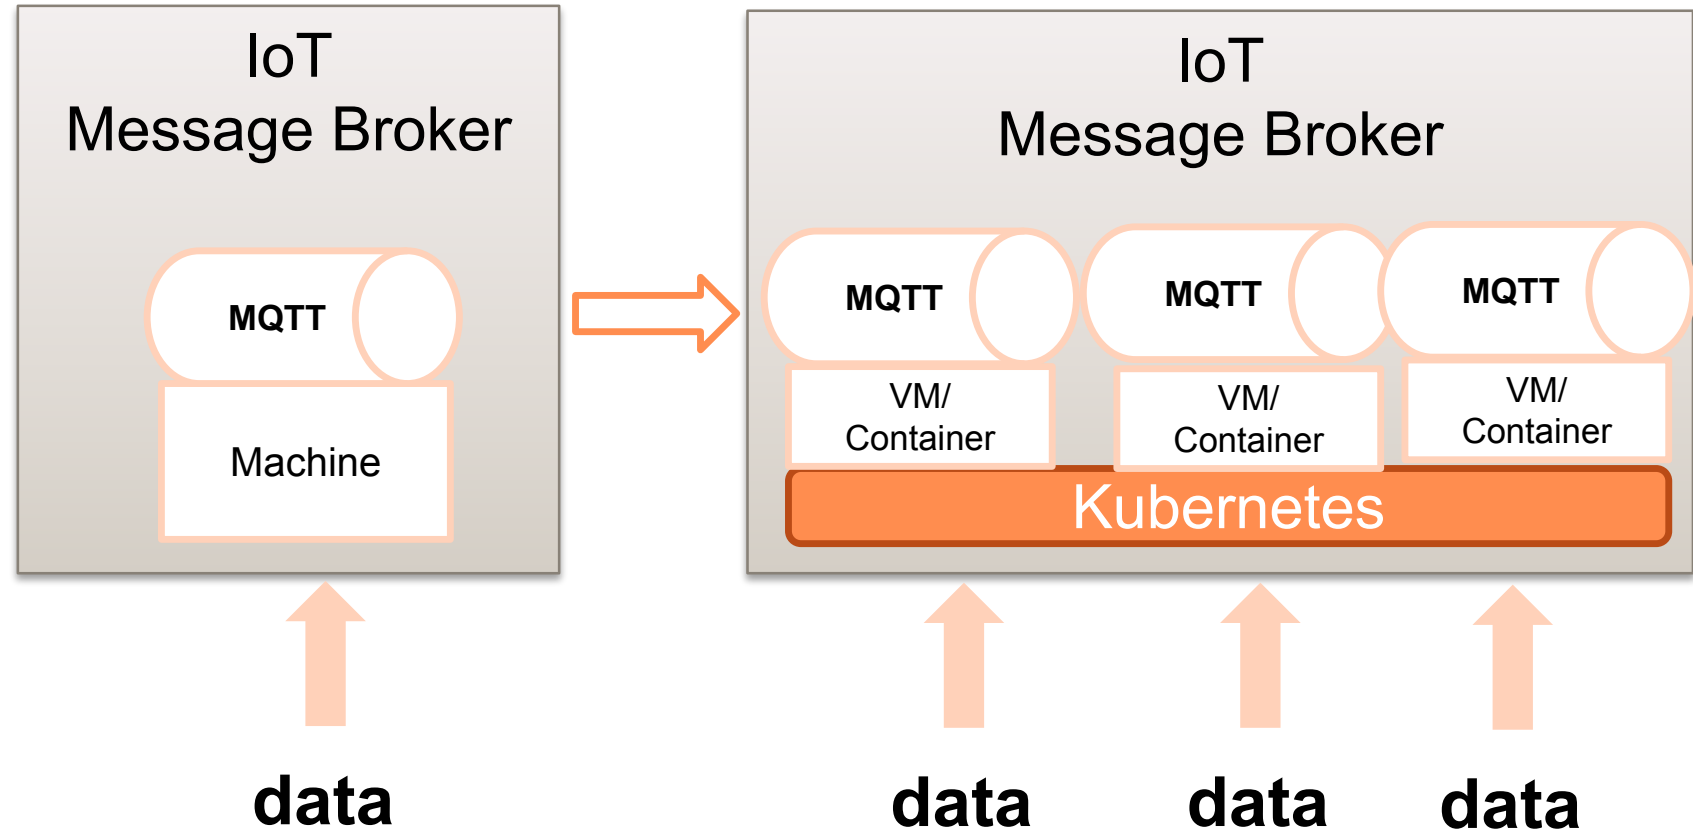 IoT
Message Broker
MQTT
Machine
data
IoT
Message Broker
MQTT
MQTT
MQTT
VM/
Container
VM/
Container
VM/
Container
Kubernetes
data
data
data